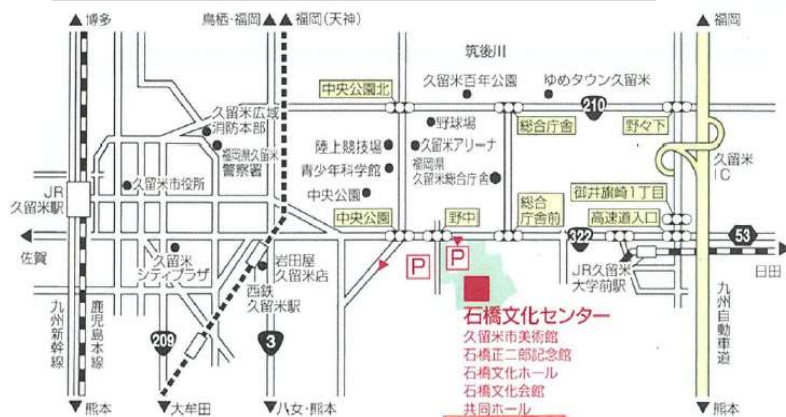 博多
鳥栖・福岡
福岡(天神)
福岡
筑後川
中央公園北
久留米百年公園
ゆめタウン久留米
210
久留米広域
消防本部
野球場
総合庁舎
野々下
福岡県久留米
警察署
陸上競技場
久留米アリーナ
久留米
IC
青少年科学館
福岡県
久留米総合庁舎
JR
久留米駅
久留米市役所
中央公園
御井旗崎1丁目
中央公園
野中
総合
庁舎前
高速道入口
322
53
佐賀
久留米
シティプラザ
岩田屋
久留米店
P
P
JR久留米
大学前駅
日田
西鉄
久留米駅
石橋文化センター
九州新幹線
鹿児島本線
209
3
久留米市美術館
石橋正二郎記念館
石橋文化ホール
石橋文化会館
共同ホール
九州自動車道
熊本
大牟田
八女・熊本
熊本